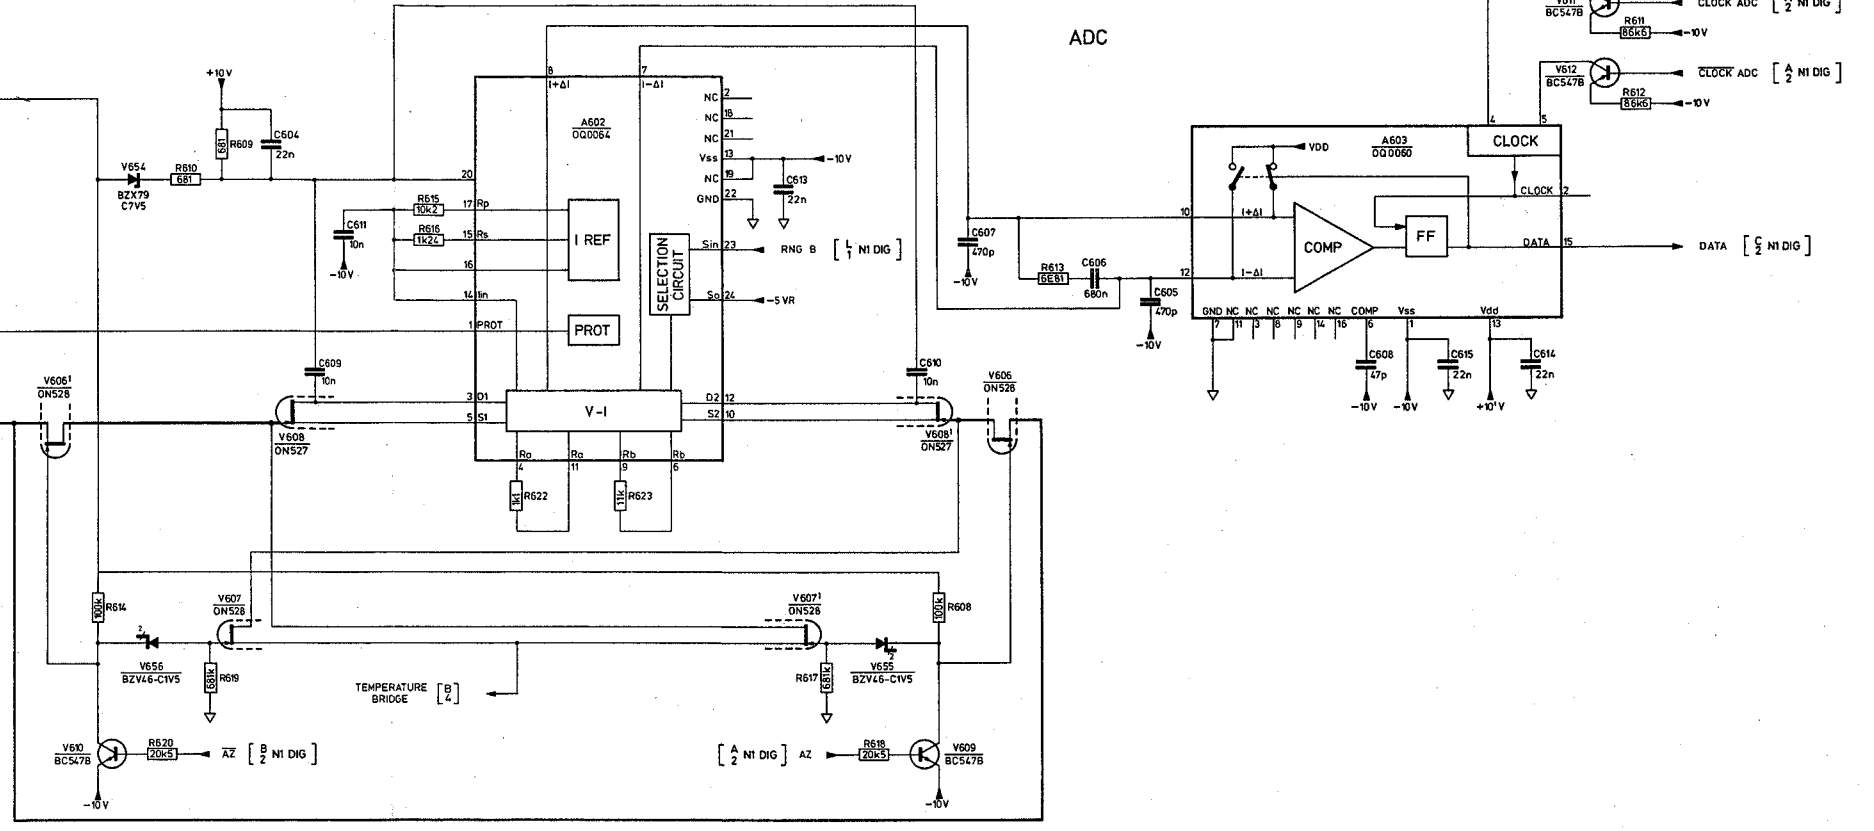 ADC
V611
BC547B
CLOCK ADC [ A/2 N1 DIG ]
R611
86k6
-10V
V612
BC547B
CLOCK ADC [ A/2 N1 DIG ]
R612
86k6
-10V
+10V
681
R609
C604
22n
V654
BZX79
C7V5
R610
681
8
I+ΔI
7
I-ΔI
A602
OQ0064
NC 2
NC 18
NC 21
Vss 13
-10V
NC 19
GND 22
C613
22n
20
R615
10k2
17 Rp
C611
10n
-10V
R616
1k24
15 Rs
16
14 Iin
1 PROT
I REF
PROT
SELECTION
CIRCUIT
Sin 23
RNG B [ L/1 N1 DIG ]
So 24
-5 VR
C609
10n
C610
10n
V606¹
ON528
V608
ON527
3 D1
5 S1
V-I
D2 12
S2 10
V608¹
ON527
V606
ON528
Ra
4
Ra
11
Rb
9
Rb
6
1k1
R622
11k
R623
C607
470p
-10V
R613
6E81
C606
680n
C605
470p
-10V
A603
OQ0060
4
5
CLOCK
VDD
CLOCK 2
10
I+ΔI
12
I-ΔI
COMP
FF
DATA 15
DATA [ C/2 N1 DIG ]
GND NC NC NC NC NC NC COMP Vss Vdd
7 11 3 8 9 14 16 6 1 13
C608
47p
-10V
C615
22n
-10V
C614
22n
+10'V
100k
R614
V607
ON528
V607¹
ON528
100k
R608
V656
BZV46-C1V5
681k
R619
TEMPERATURE
BRIDGE [ B/4 ]
R617
681k
V655
BZV46-C1V5
V610
BC547B
R620
20k5
AZ [ B/2 N1 DIG ]
-10V
[ A/2 N1 DIG ] AZ
R618
20k5
V609
BC547B
-10V